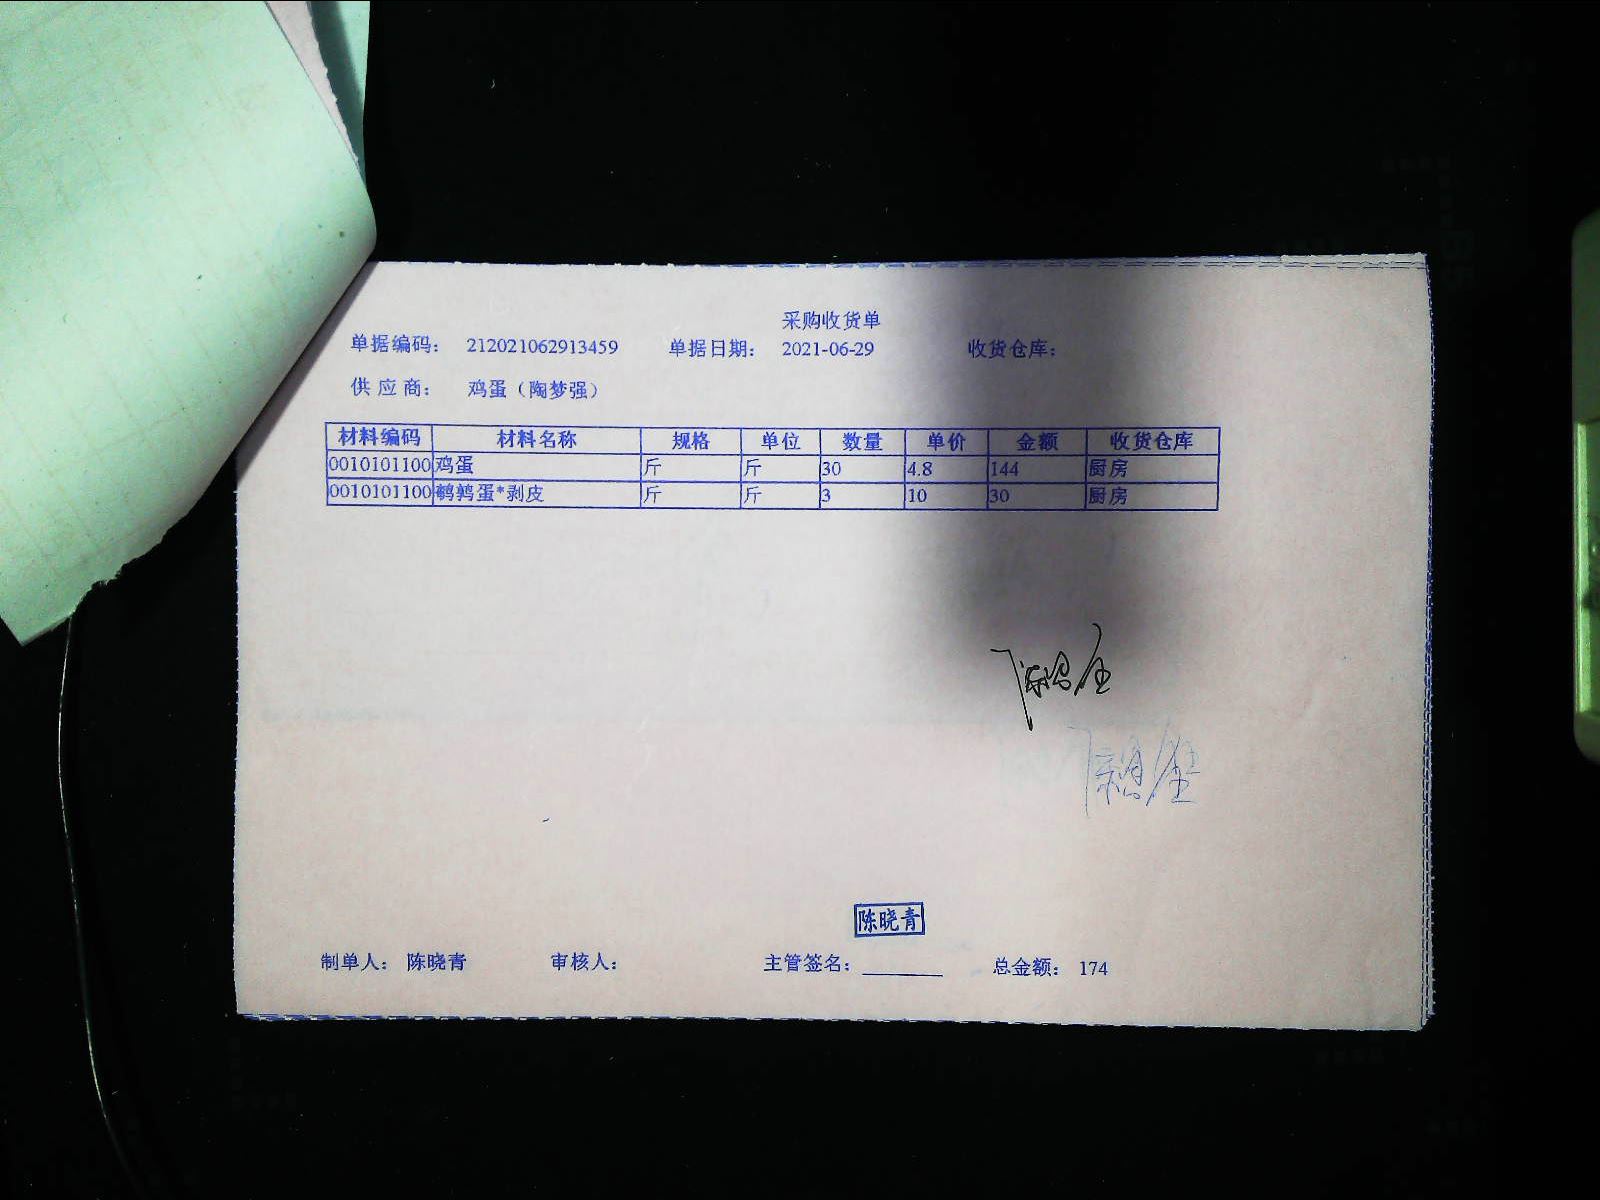 采购收货单
单据编码： 212021062913459 单据日期： 2021-06-29 收货仓库：
供 应 商： 鸡蛋（陶梦强）
材料编码 材料名称 规格 单位 数量 单价 金额 收货仓库
0010101100 鸡蛋 斤 斤 30 4.8 144 厨房
0010101100 鹌鹑蛋*剥皮 斤 斤 3 10 30 厨房
陈晓青
制单人： 陈晓青 审核人： 主管签名： 总金额： 174